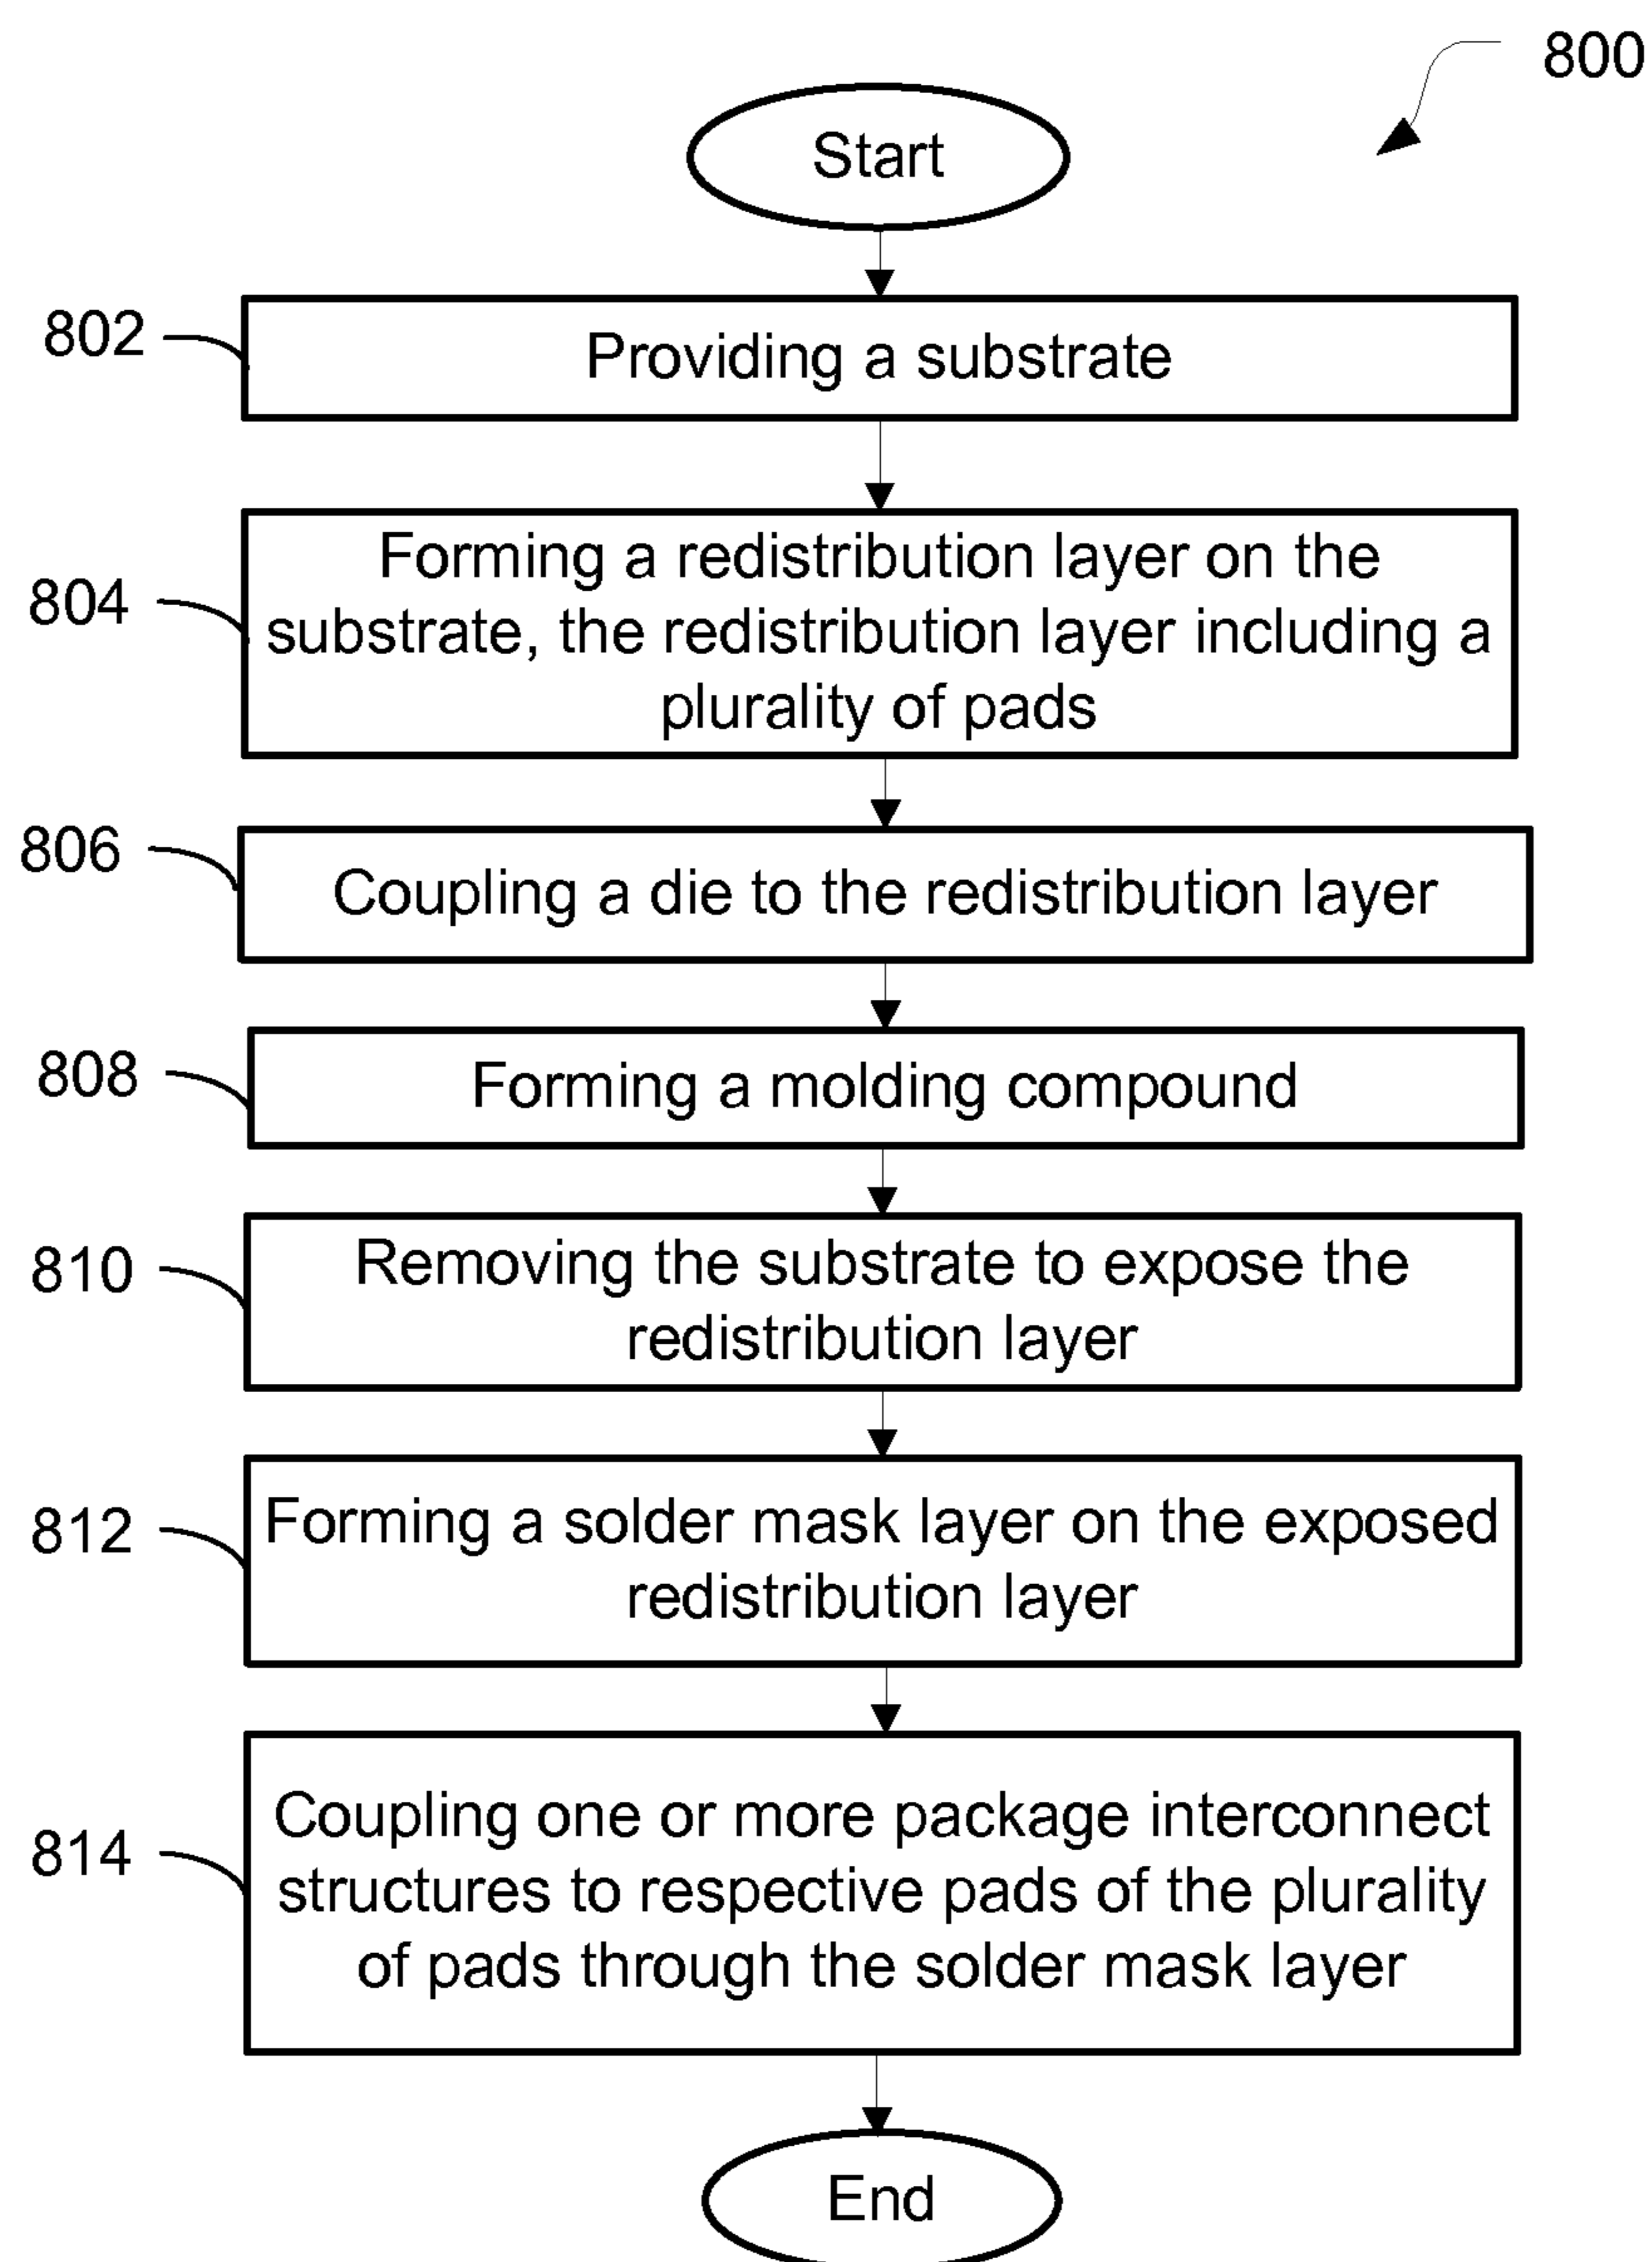 800
Start
802
Providing a substrate
804
Forming a redistribution layer on the
substrate, the redistribution layer including a
plurality of pads
806
Coupling a die to the redistribution layer
808
Forming a molding compound
810
Removing the substrate to expose the
redistribution layer
812
Forming a solder mask layer on the exposed
redistribution layer
814
Coupling one or more package interconnect
structures to respective pads of the plurality
of pads through the solder mask layer
End